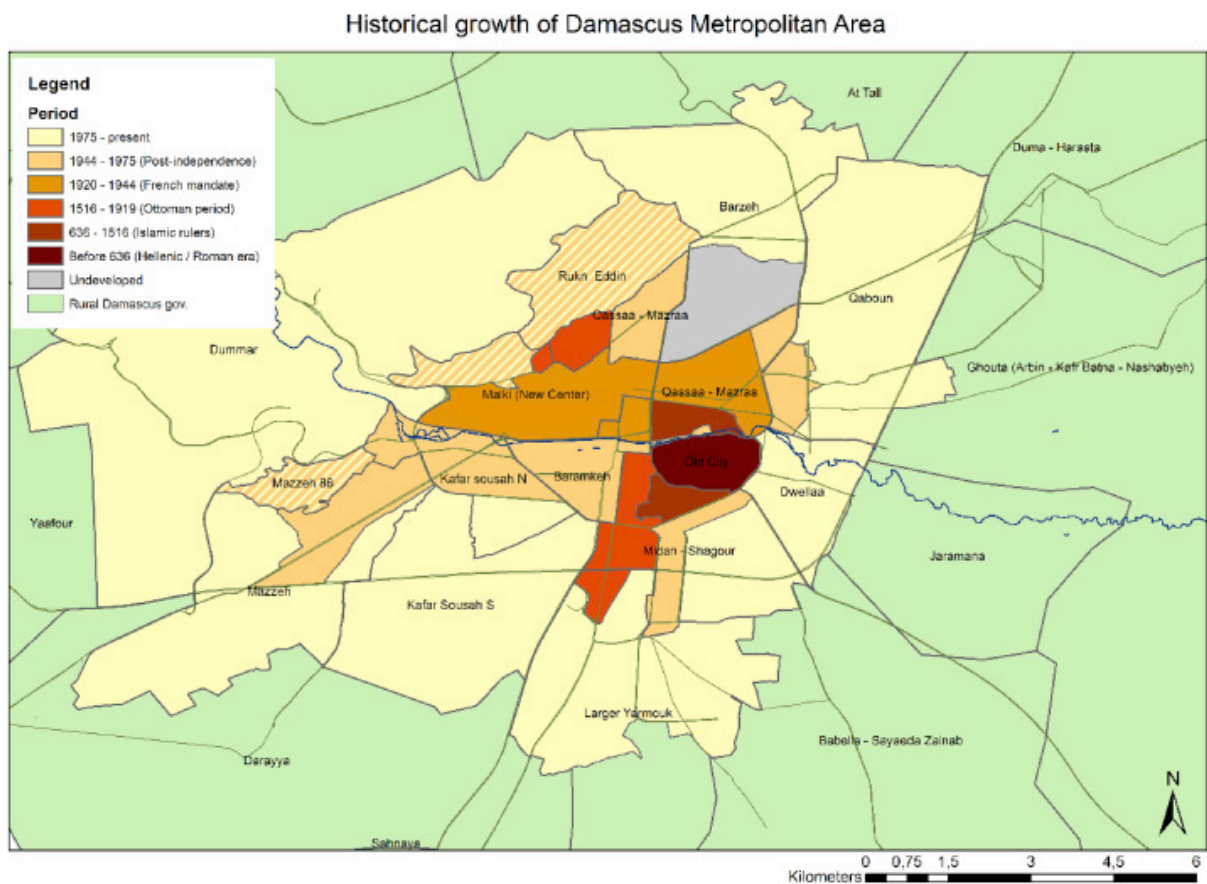 Historical growth of Damascus Metropolitan Area
Legend
Period
1975 - present
1944 - 1975 (Post-independence)
1920 - 1944 (French mandate)
1516 - 1919 (Ottoman period)
636 - 1516 (Islamic rulers)
Before 636 (Hellenic / Roman era)
Undeveloped
Rural Damascus gov.
At Tall
Duma - Harasta
Barzeh
Rukn Eddin
Qaboun
Qassaa - Mazraa
Dummar
Ghouta (Arbin - Kafr Batna - Nashabyeh)
Malki (New Center)
Qassaa - Mazraa
Old City
Baramkeh
Kafar sousah N
Mazzeh 86
Dwellaa
Yaafour
Midan - Shagour
Jaramana
Mazzeh
Kafar Sousah S
Larger Yarmouk
Babella - Sayaeda Zainab
Darayya
Sahnaya
N
0 0,75 1,5 3 4,5 6
Kilometers